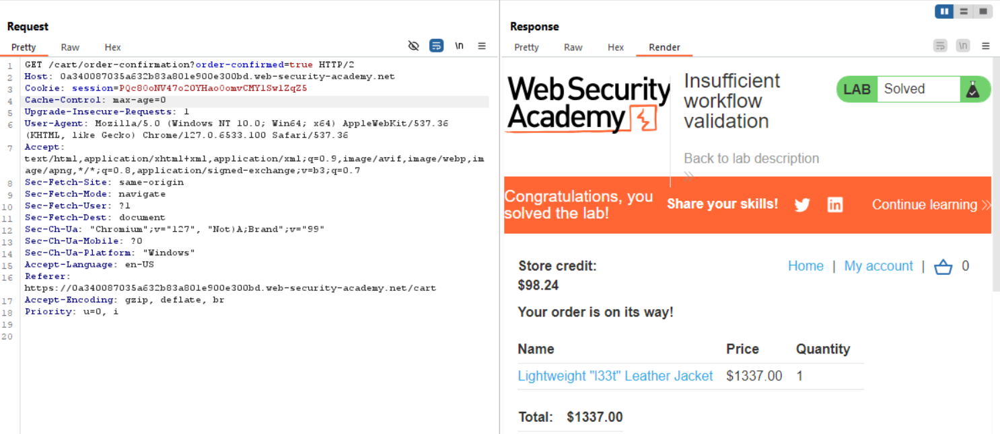 Request
Pretty Raw Hex \n
1 GET /cart/order-confirmation?order-confirmed=true HTTP/2
2 Host: 0a340087035a632b83a801e900e300bd.web-security-academy.net
3 Cookie: session=PQc80oNV47o20YHao0omvCMYlSwlZqZ5
4 Cache-Control: max-age=0
5 Upgrade-Insecure-Requests: 1
6 User-Agent: Mozilla/5.0 (Windows NT 10.0; Win64; x64) AppleWebKit/537.36
(KHTML, like Gecko) Chrome/127.0.6533.100 Safari/537.36
7 Accept:
text/html,application/xhtml+xml,application/xml;q=0.9,image/avif,image/webp,im
age/apng,*/*;q=0.8,application/signed-exchange;v=b3;q=0.7
8 Sec-Fetch-Site: same-origin
9 Sec-Fetch-Mode: navigate
10 Sec-Fetch-User: ?1
11 Sec-Fetch-Dest: document
12 Sec-Ch-Ua: "Chromium";v="127", "Not)A;Brand";v="99"
13 Sec-Ch-Ua-Mobile: ?0
14 Sec-Ch-Ua-Platform: "Windows"
15 Accept-Language: en-US
16 Referer:
https://0a340087035a632b83a801e900e300bd.web-security-academy.net/cart
17 Accept-Encoding: gzip, deflate, br
18 Priority: u=0, i
19
20
Response
Pretty Raw Hex Render \n
Web Security
Academy
Insufficient
workflow
validation
LAB Solved
Back to lab description
Congratulations, you
solved the lab!
Share your skills!
Continue learning
Store credit:
$98.24
Home | My account | 0
Your order is on its way!
Name Price Quantity
Lightweight "l33t" Leather Jacket $1337.00 1
Total: $1337.00